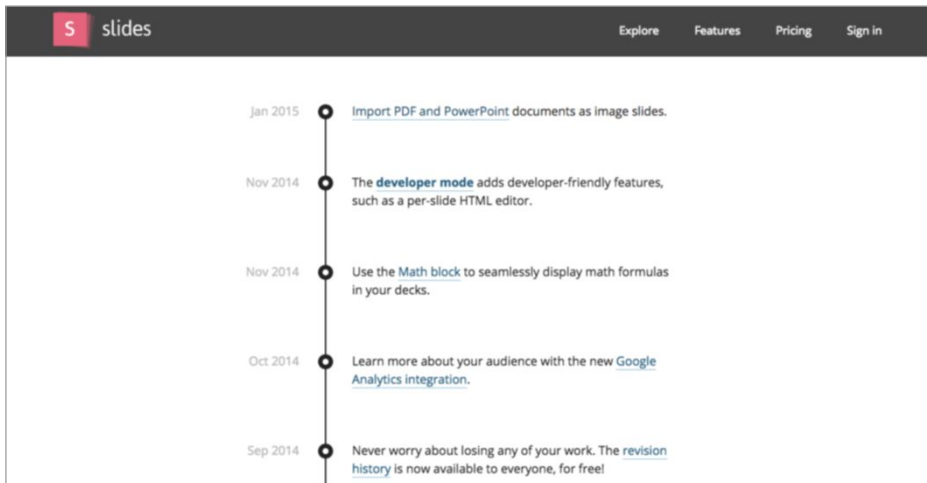 S slides Explore Features Pricing Sign in
Jan 2015 Import PDF and PowerPoint documents as image slides.
Nov 2014 The developer mode adds developer-friendly features,
such as a per-slide HTML editor.
Nov 2014 Use the Math block to seamlessly display math formulas
in your decks.
Oct 2014 Learn more about your audience with the new Google
Analytics integration.
Sep 2014 Never worry about losing any of your work. The revision
history is now available to everyone, for free!